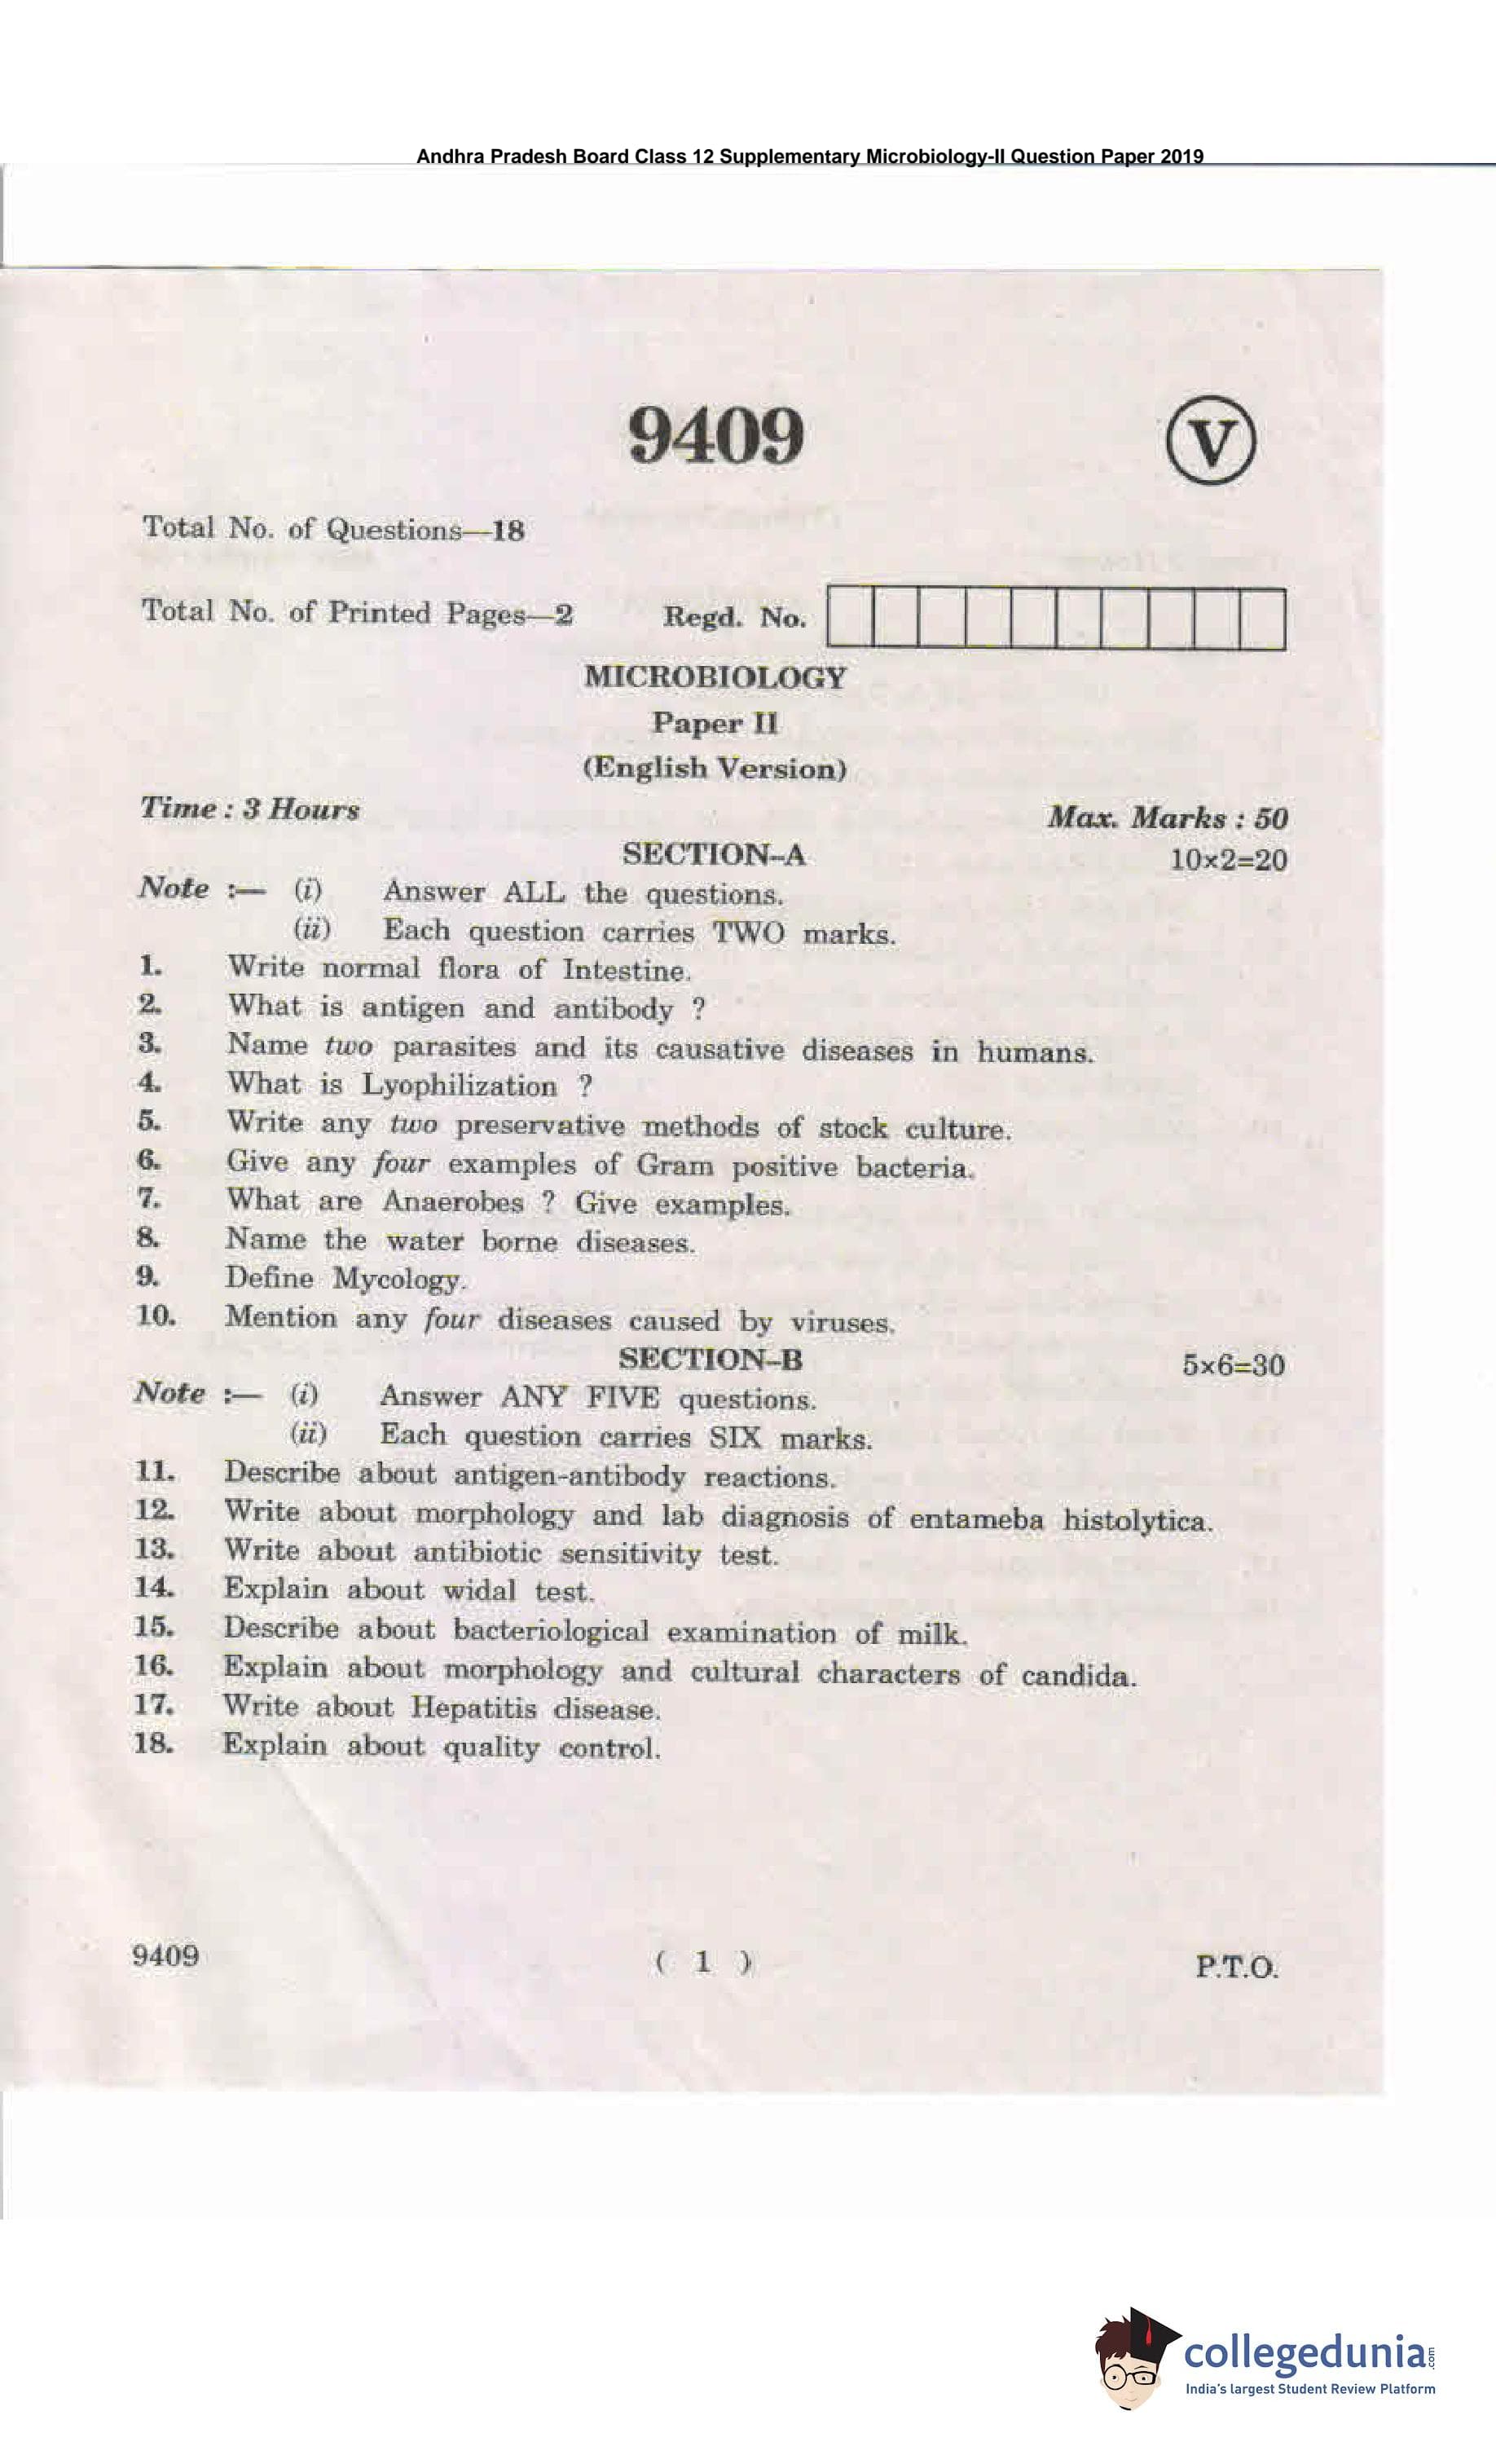 Andhra Pradesh Board Class 12 Supplementary Microbiology-II Question Paper 2019
9409
V
Total No. of Questions—18
Total No. of Printed Pages—2 Regd. No.
MICROBIOLOGY
Paper II
(English Version)
Time : 3 Hours Max. Marks : 50
SECTION–A 10×2=20
Note :— (i) Answer ALL the questions.
(ii) Each question carries TWO marks.
1. Write normal flora of Intestine.
2. What is antigen and antibody ?
3. Name two parasites and its causative diseases in humans.
4. What is Lyophilization ?
5. Write any two preservative methods of stock culture.
6. Give any four examples of Gram positive bacteria.
7. What are Anaerobes ? Give examples.
8. Name the water borne diseases.
9. Define Mycology.
10. Mention any four diseases caused by viruses.
SECTION–B 5×6=30
Note :— (i) Answer ANY FIVE questions.
(ii) Each question carries SIX marks.
11. Describe about antigen-antibody reactions.
12. Write about morphology and lab diagnosis of entameba histolytica.
13. Write about antibiotic sensitivity test.
14. Explain about widal test.
15. Describe about bacteriological examination of milk.
16. Explain about morphology and cultural characters of candida.
17. Write about Hepatitis disease.
18. Explain about quality control.
9409 ( 1 ) P.T.O.
collegedunia.com
India's largest Student Review Platform